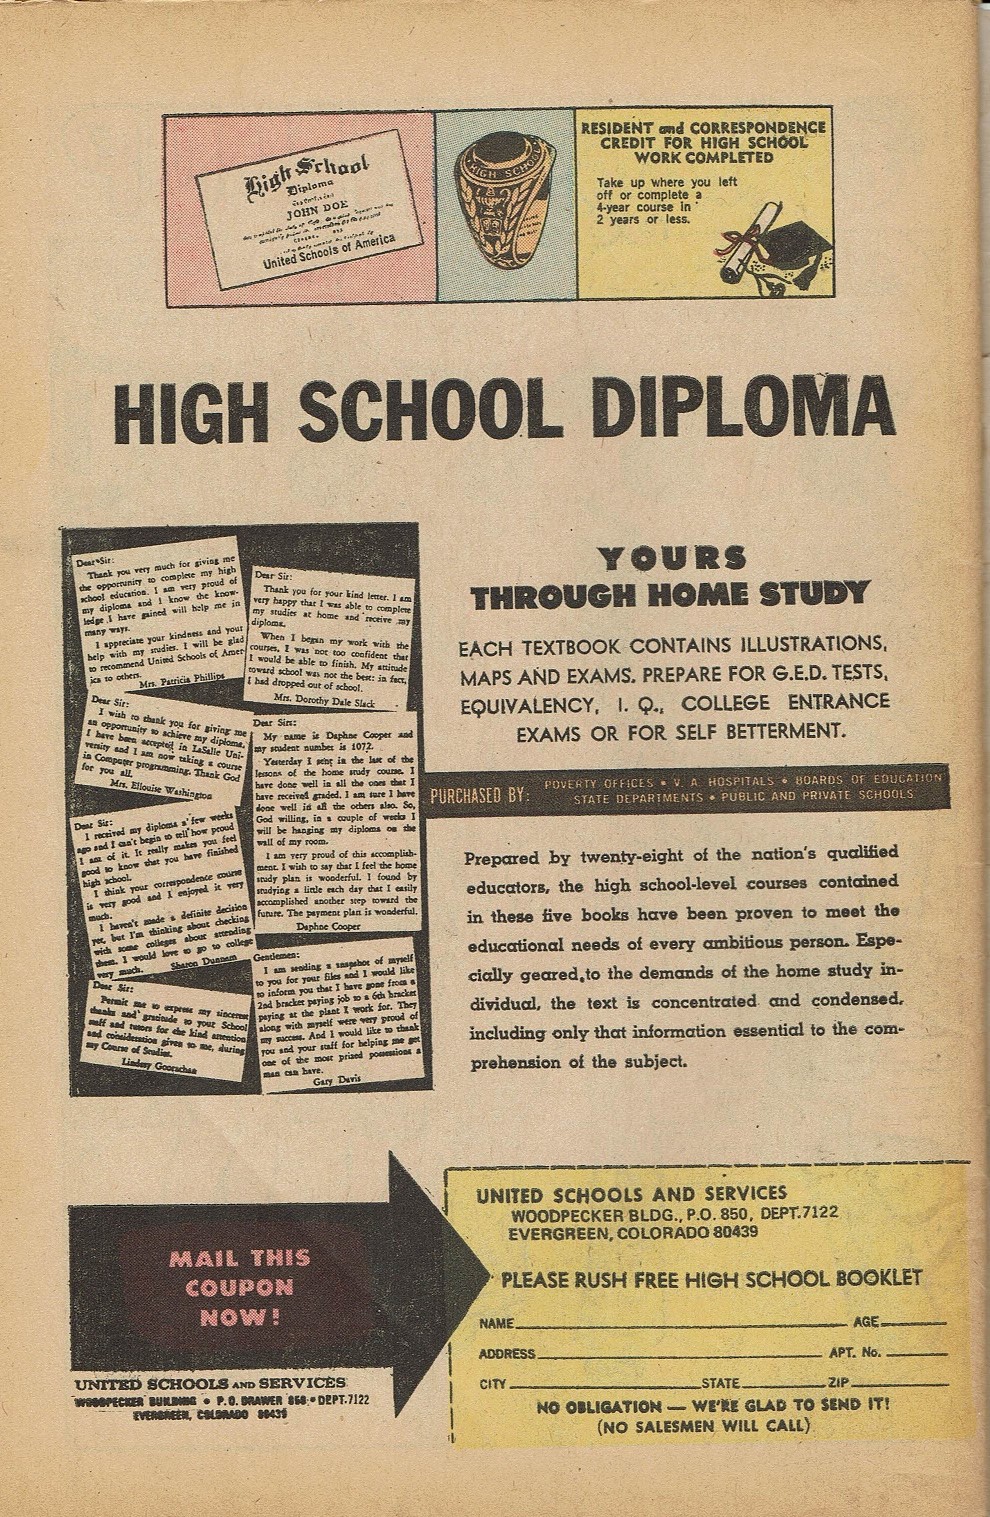 High School
Diploma
JOHN DOE
United Schools of America
HIGH SCHOOL
RESIDENT and CORRESPONDENCE
CREDIT FOR HIGH SCHOOL
WORK COMPLETED
Take up where you left
off or complete a
4-year course in
2 years or less.
HIGH SCHOOL DIPLOMA
Dear Sir:
Thank you very much for giving me
the opportunity to complete my high
school education. I am very proud of
my diploma and I know the know-
ledge I have gained will help me in
many ways.
I appreciate your kindness and your
help with my studies. I will be glad
to recommend United Schools of Amer-
ica to others.
Mrs. Patricia Phillips
Dear Sir:
Thank you for your kind letter. I am
very happy that I was able to complete
my studies at home and receive my
diploma.
When I began my work with the
courses, I was not too confident that
I would be able to finish. My attitude
toward school was not the best: in fact,
I had dropped out of school.
Mrs. Dorothy Dale Slack
Dear Sir:
I wish to thank you for giving me
an opportunity to achieve my diploma.
I have been accepted in LaSalle Uni-
versity and I am now taking a course
in Computer programming. Thank God
for you all.
Mrs. Ellouise Washington
Dear Sirs:
My name is Daphne Cooper and
my student number is 1072.
Yesterday I sent in the last of the
lessons of the home study course. I
have done well in all the ones that I
have received graded. I am sure I have
done well in all the others also. So,
God willing, in a couple of weeks I
will be hanging my diploma on the
wall of my room.
I am very proud of this accomplish-
ment. I wish to say that I feel the home
study plan is wonderful. I found by
studying a little each day that I easily
accomplished another step toward the
future. The payment plan is wonderful.
Daphne Cooper
Dear Sir:
I received my diploma a few weeks
ago and I can't begin to tell how proud
I am of it. It really makes you feel
good to know that you have finished
high school.
I think your correspondence course
is very good and I enjoyed it very
much.
I haven't made a definite decision
yet, but I'm thinking about checking
with some colleges about attending
them. I would love to go to college
very much.
Sharon Dunnam
Dear Sir:
Permit me to express my sincerest
thanks and gratitude to your School
staff and tutors for the kind attention
and consideration given to me, during
my Course of Studies.
Lindsay Goorachan
Gentlemen:
I am sending a snapshot of myself
to you for your files and I would like
to inform you that I have gone from a
2nd bracket paying job to a 6th bracket
paying at the plant I work for. They
along with myself were very proud of
my success. And I would like to thank
you and your staff for helping me get
one of the most prized possessions a
man can have.
Gary Davis
YOURS
THROUGH HOME STUDY
EACH TEXTBOOK CONTAINS ILLUSTRATIONS,
MAPS AND EXAMS. PREPARE FOR G.E.D. TESTS,
EQUIVALENCY, I. Q., COLLEGE ENTRANCE
EXAMS OR FOR SELF BETTERMENT.
PURCHASED BY: POVERTY OFFICES • V. A. HOSPITALS • BOARDS OF EDUCATION
STATE DEPARTMENTS • PUBLIC AND PRIVATE SCHOOLS
Prepared by twenty-eight of the nation's qualified
educators, the high school-level courses contained
in these five books have been proven to meet the
educational needs of every ambitious person. Espe-
cially geared to the demands of the home study in-
dividual, the text is concentrated and condensed,
including only that information essential to the com-
prehension of the subject.
MAIL THIS
COUPON
NOW!
UNITED SCHOOLS AND SERVICES
WOODPECKER BUILDING • P.O. DRAWER 850 • DEPT.7122
EVERGREEN, COLORADO 80439
UNITED SCHOOLS AND SERVICES
WOODPECKER BLDG., P.O. 850, DEPT.7122
EVERGREEN, COLORADO 80439
PLEASE RUSH FREE HIGH SCHOOL BOOKLET
NAME AGE
ADDRESS APT. No.
CITY STATE ZIP
NO OBLIGATION — WE'RE GLAD TO SEND IT!
(NO SALESMEN WILL CALL)